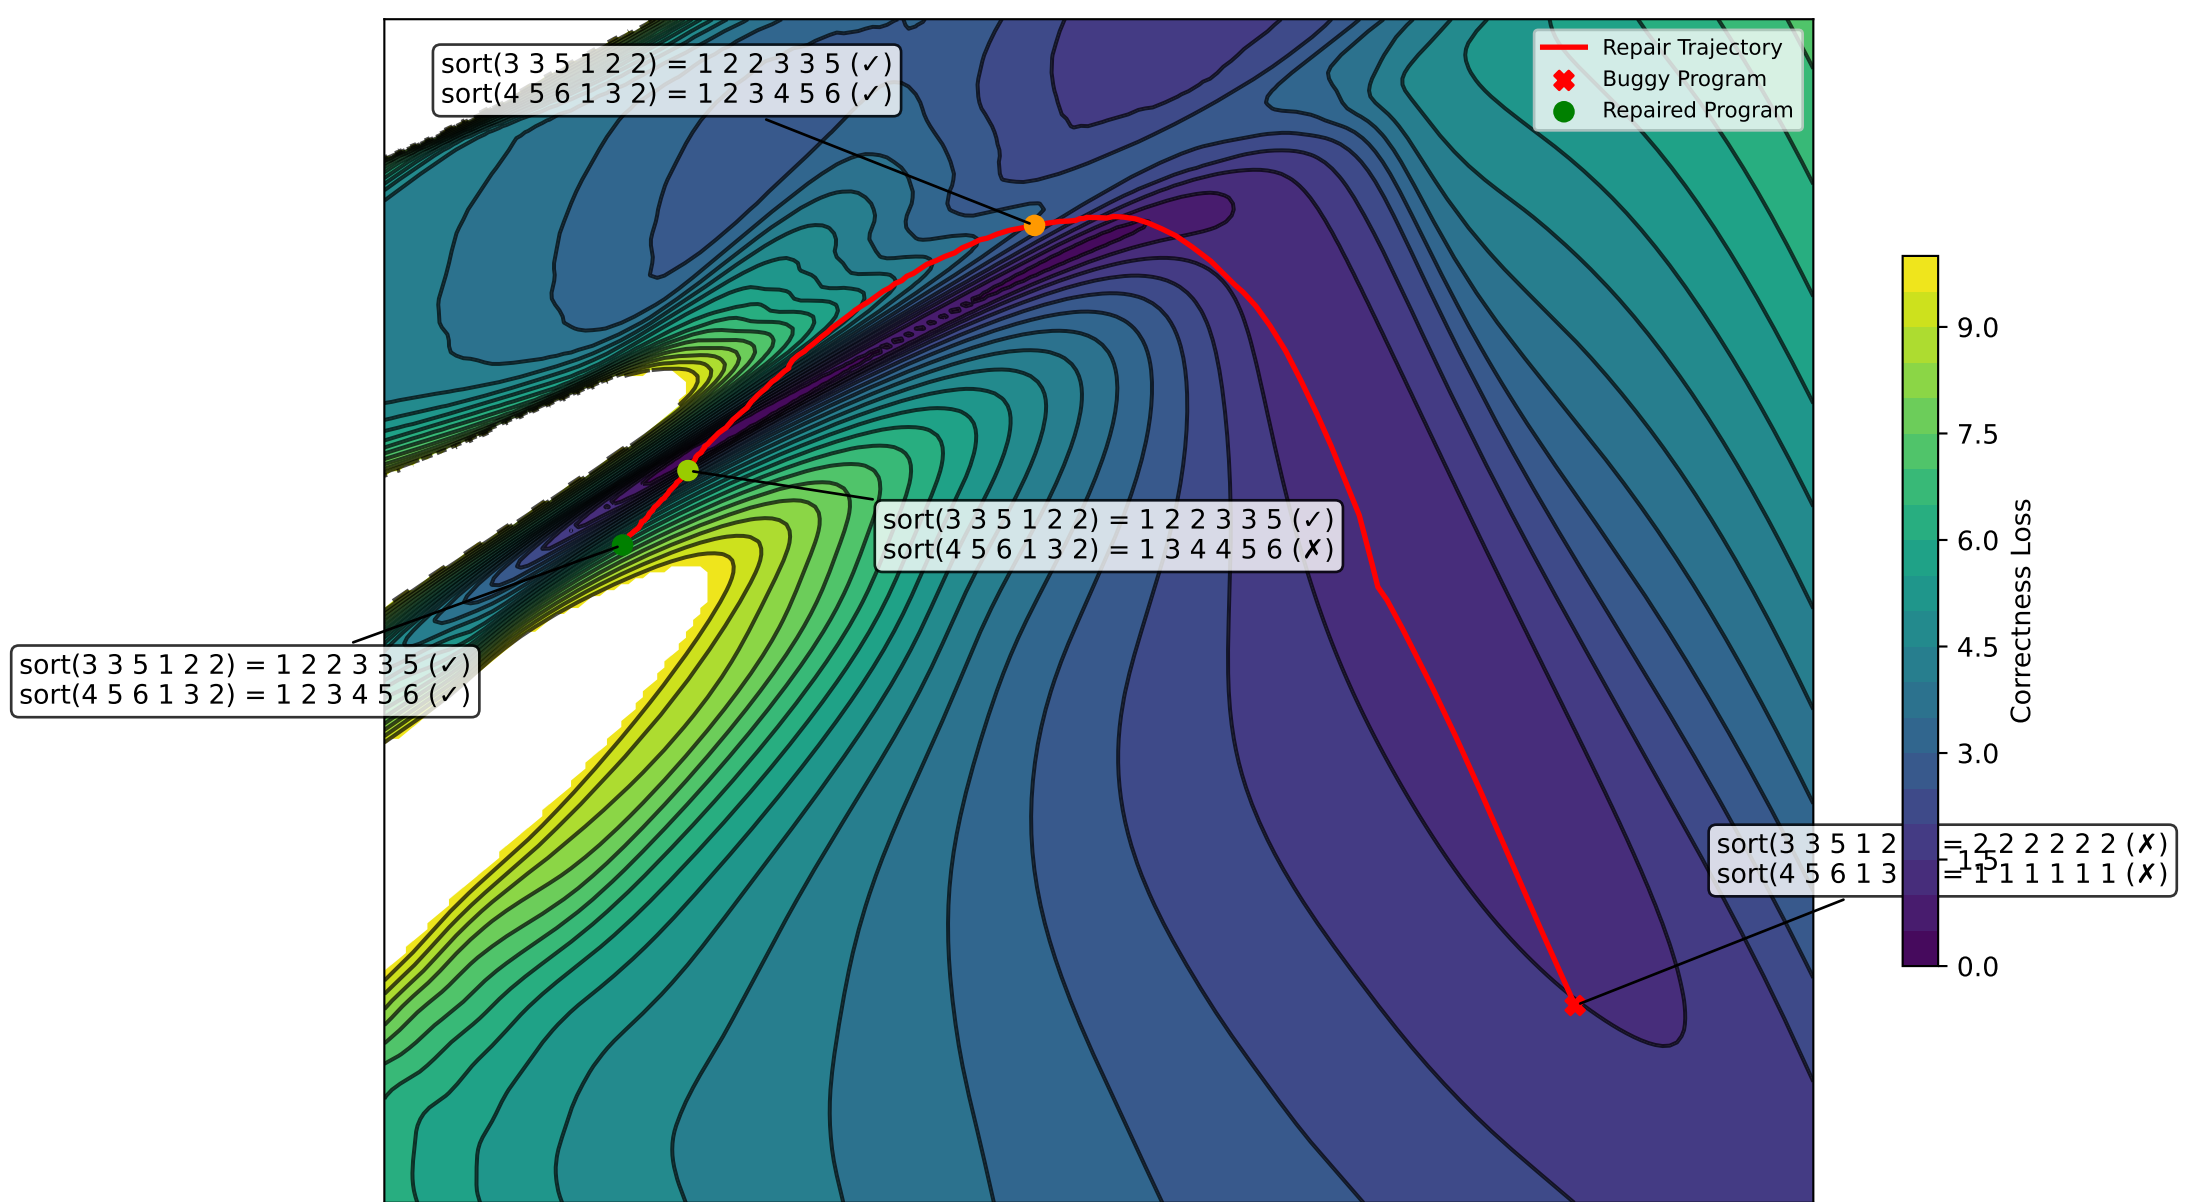 sort(3 3 5 1 2 2) = 1 2 2 3 3 5 (✓)
sort(4 5 6 1 3 2) = 1 2 3 4 5 6 (✓)
Repair Trajectory
Buggy Program
Repaired Program
sort(3 3 5 1 2 2) = 1 2 2 3 3 5 (✓)
sort(4 5 6 1 3 2) = 1 3 4 4 5 6 (✗)
sort(3 3 5 1 2 2) = 1 2 2 3 3 5 (✓)
sort(4 5 6 1 3 2) = 1 2 3 4 5 6 (✓)
sort(3 3 5 1 2 = 2 2 2 2 2 2 (✗)
sort(4 5 6 1 3 = 1 1 1 1 1 1 (✗)
9.0
7.5
6.0
4.5
3.0
1.5
0.0
Correctness Loss